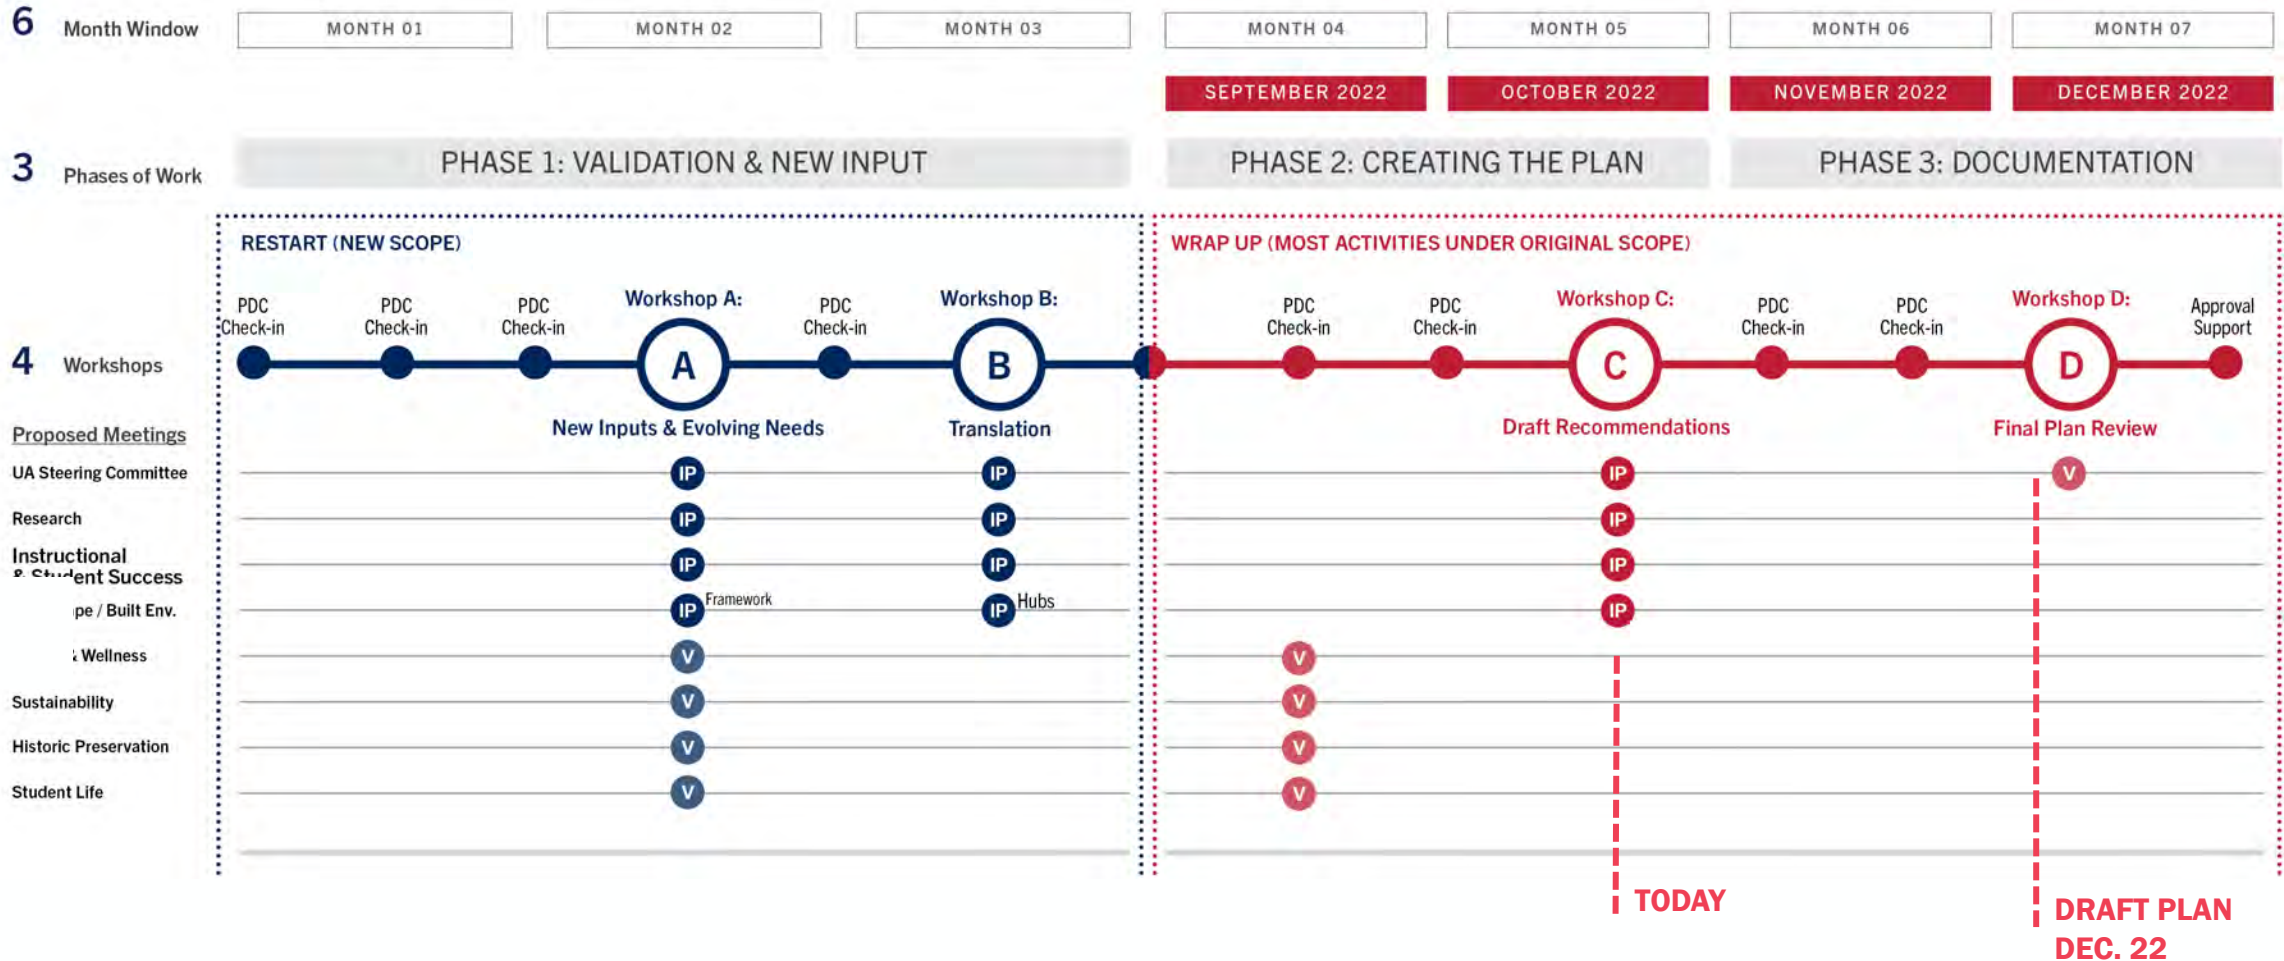 6 Month Window
MONTH 01
MONTH 02
MONTH 03
MONTH 04
MONTH 05
MONTH 06
MONTH 07
SEPTEMBER 2022
OCTOBER 2022
NOVEMBER 2022
DECEMBER 2022
3 Phases of Work
PHASE 1: VALIDATION & NEW INPUT
PHASE 2: CREATING THE PLAN
PHASE 3: DOCUMENTATION
RESTART (NEW SCOPE)
WRAP UP (MOST ACTIVITIES UNDER ORIGINAL SCOPE)
PDC
Check-in
PDC
Check-in
PDC
Check-in
Workshop A:
PDC
Check-in
Workshop B:
PDC
Check-in
PDC
Check-in
Workshop C:
PDC
Check-in
PDC
Check-in
Workshop D:
Approval
Support
4 Workshops
A
B
C
D
New Inputs & Evolving Needs
Translation
Draft Recommendations
Final Plan Review
Proposed Meetings
UA Steering Committee
IP
IP
IP
V
Research
IP
IP
IP
Instructional
& Student Success
IP
IP
IP
pe / Built Env.
IP Framework
IP Hubs
IP
& Wellness
V
V
Sustainability
V
V
Historic Preservation
V
V
Student Life
V
V
TODAY
DRAFT PLAN
DEC. 22